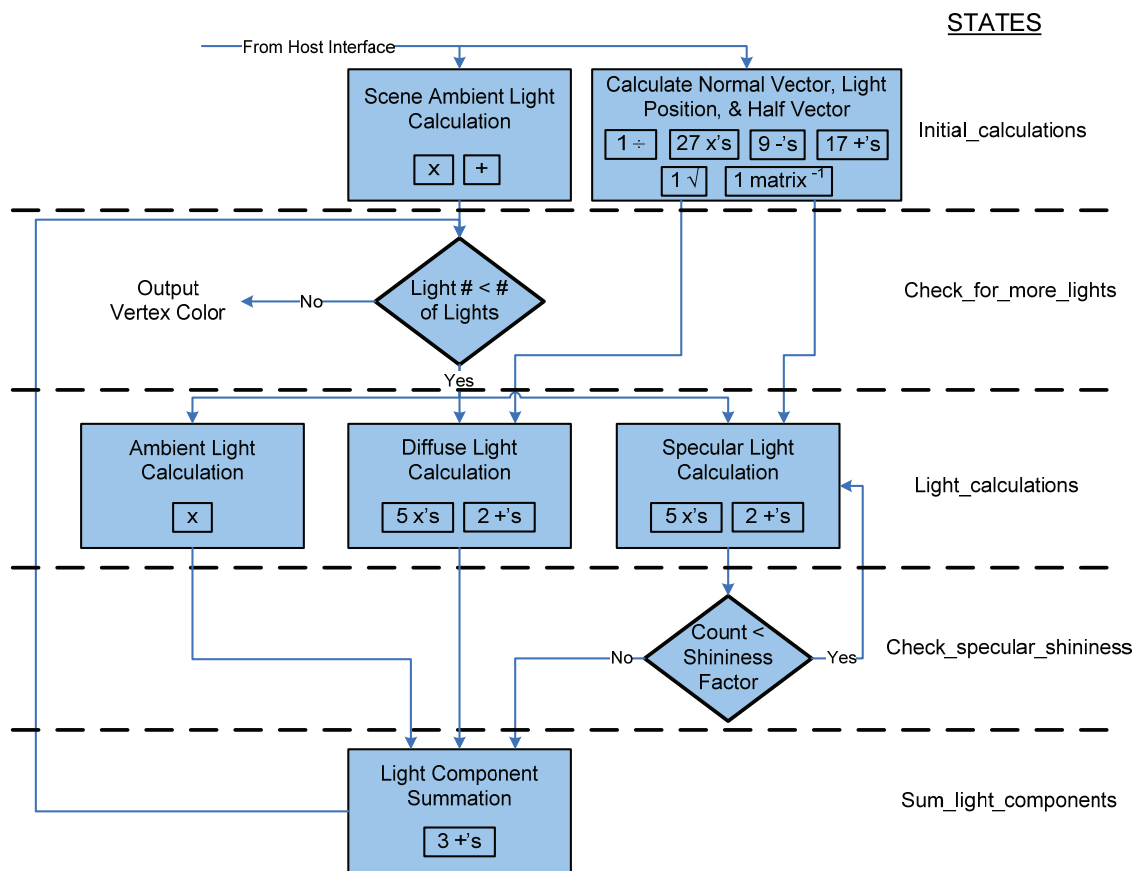 STATES
From Host Interface
Scene Ambient Light
Calculation
x
+
Calculate Normal Vector, Light
Position, & Half Vector
1 ÷
27 x's
9 -'s
17 +'s
1 √
1 matrix ⁻¹
Initial_calculations
Light # < #
of Lights
No
Output
Vertex Color
Yes
Check_for_more_lights
Ambient Light
Calculation
x
Diffuse Light
Calculation
5 x's
2 +'s
Specular Light
Calculation
5 x's
2 +'s
Light_calculations
Count <
Shininess
Factor
No
Yes
Check_specular_shininess
Light Component
Summation
3 +'s
Sum_light_components